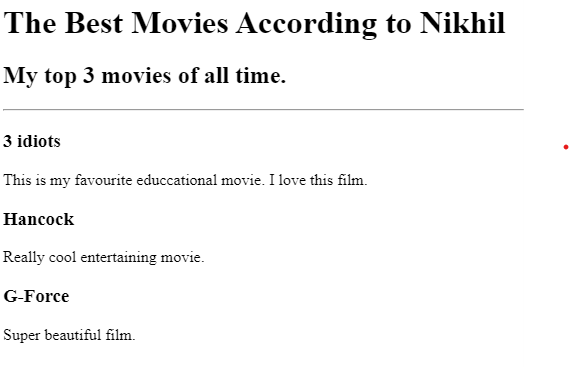 The Best Movies According to Nikhil
My top 3 movies of all time.
3 idiots
This is my favourite educcational movie. I love this film.
Hancock
Really cool entertaining movie.
G-Force
Super beautiful film.